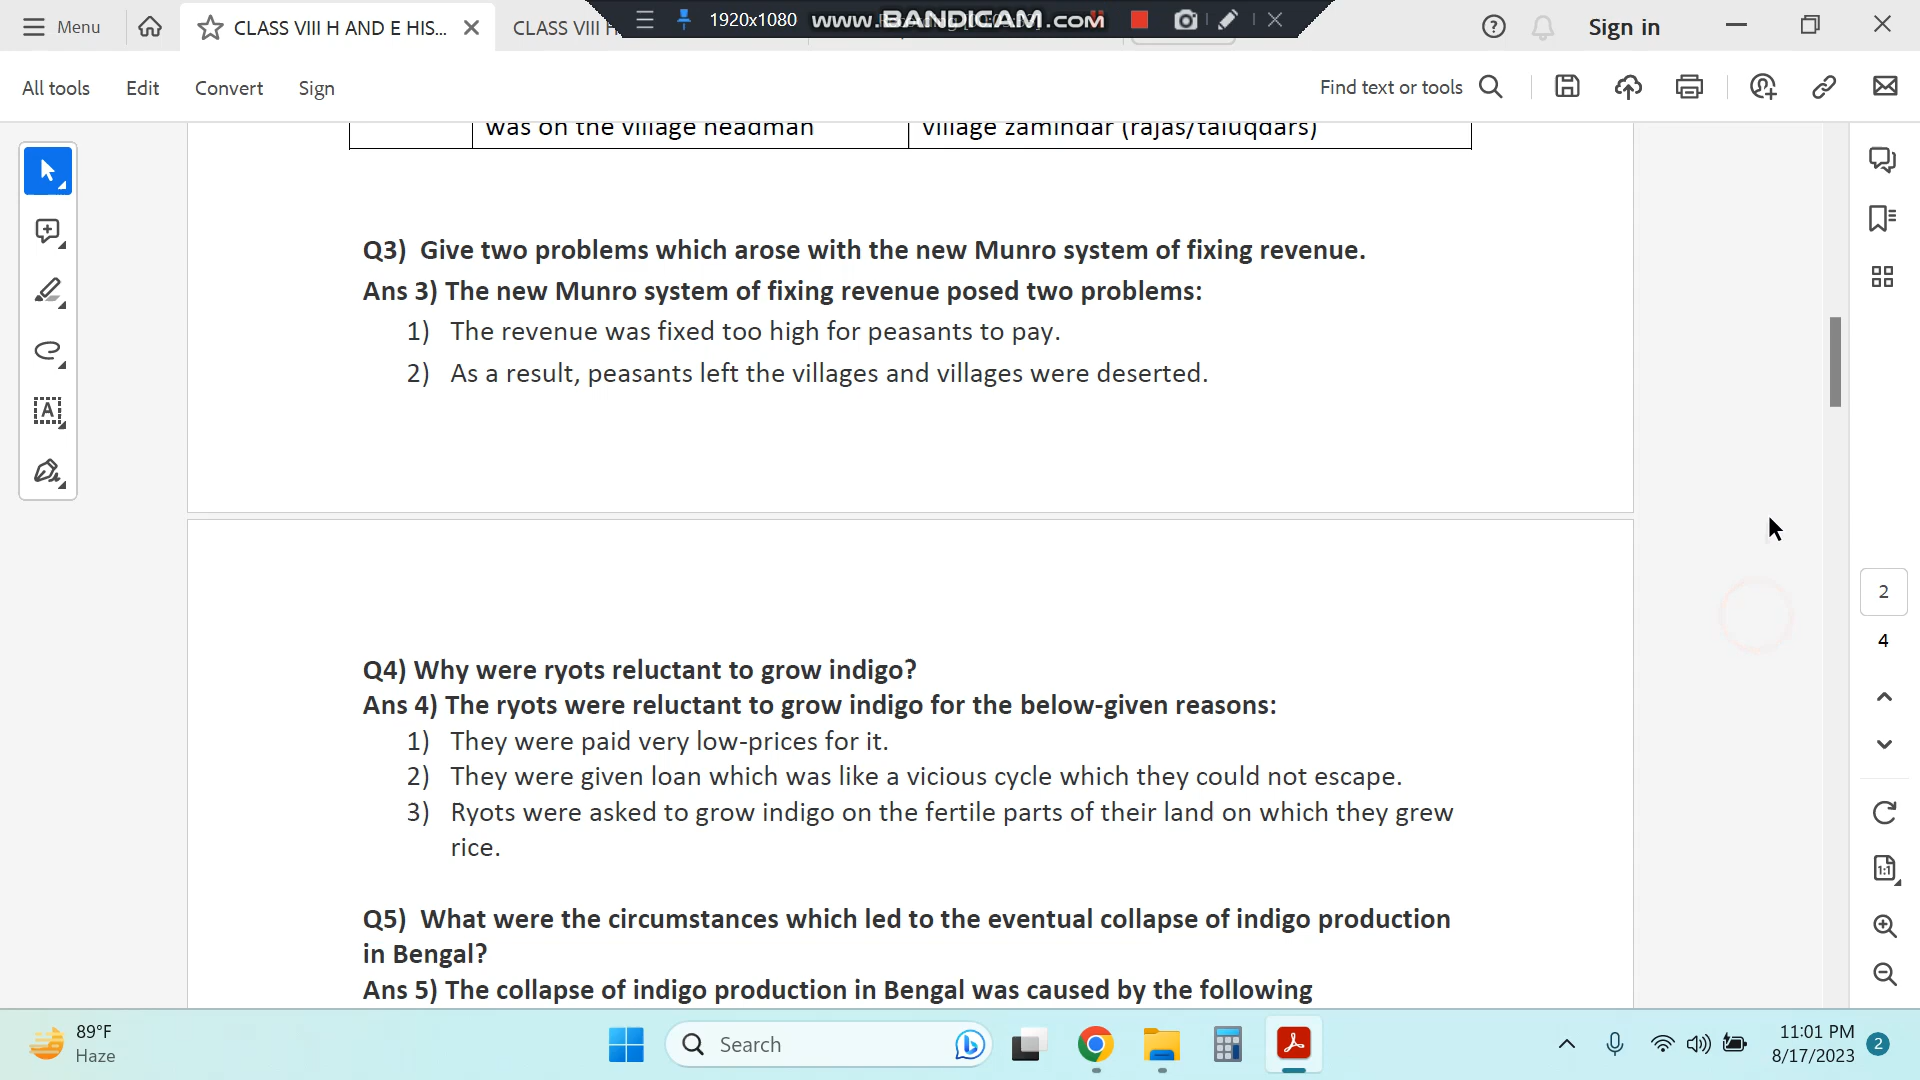 Menu
CLASS VIII H AND E HIS...
CLASS VIII H
1920x1080
www.BANDICAM.com
Sign in
All tools
Edit
Convert
Sign
Find text or tools
was on the village headman
village zamindar (rajas/taluqdars)
Q3) Give two problems which arose with the new Munro system of fixing revenue.
Ans 3) The new Munro system of fixing revenue posed two problems:
1) The revenue was fixed too high for peasants to pay.
2) As a result, peasants left the villages and villages were deserted.
2
4
Q4) Why were ryots reluctant to grow indigo?
Ans 4) The ryots were reluctant to grow indigo for the below-given reasons:
1) They were paid very low-prices for it.
2) They were given loan which was like a vicious cycle which they could not escape.
3) Ryots were asked to grow indigo on the fertile parts of their land on which they grew
rice.
Q5) What were the circumstances which led to the eventual collapse of indigo production
in Bengal?
Ans 5) The collapse of indigo production in Bengal was caused by the following
89°F
Haze
Search
11:01 PM
8/17/2023
2